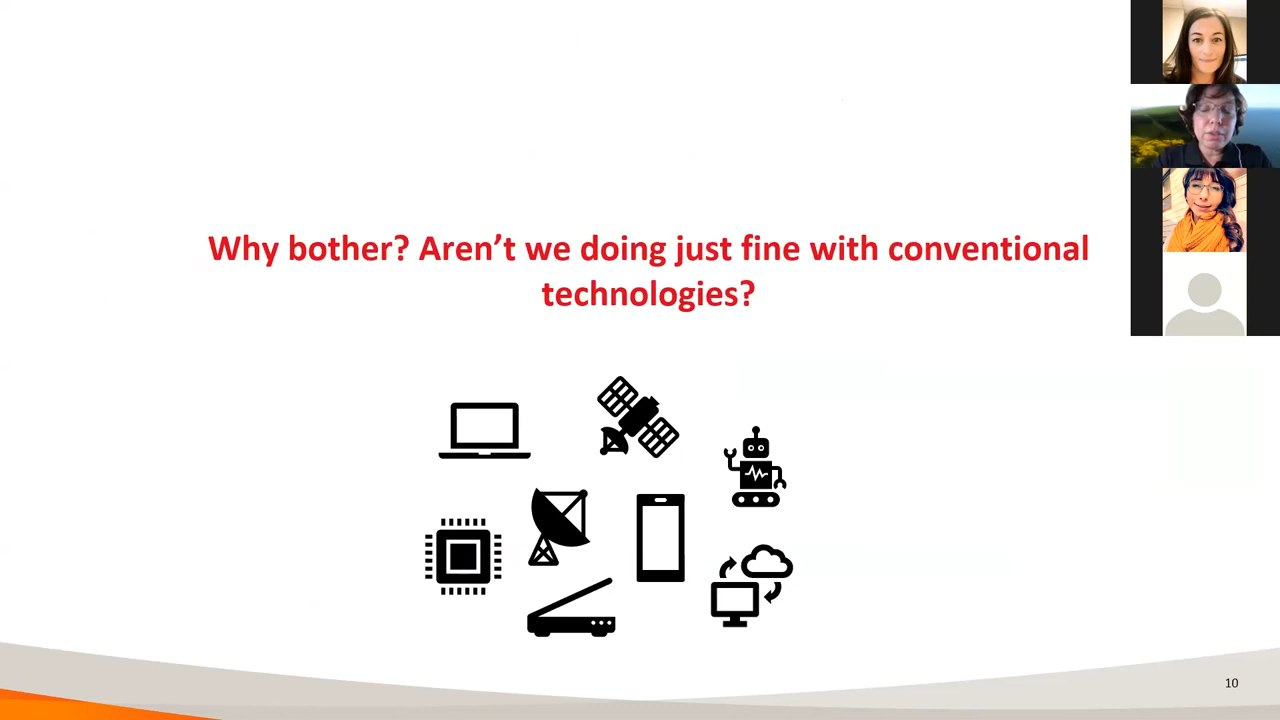 Why bother? Aren’t we doing just fine with conventional
technologies?
10